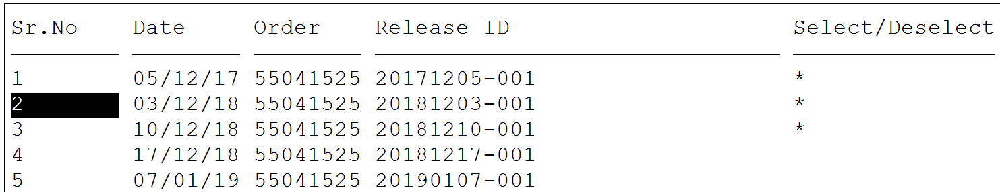 Sr.No Date Order Release ID Select/Deselect
1 05/12/17 55041525 20171205-001 *
2 03/12/18 55041525 20181203-001 *
3 10/12/18 55041525 20181210-001 *
4 17/12/18 55041525 20181217-001
5 07/01/19 55041525 20190107-001